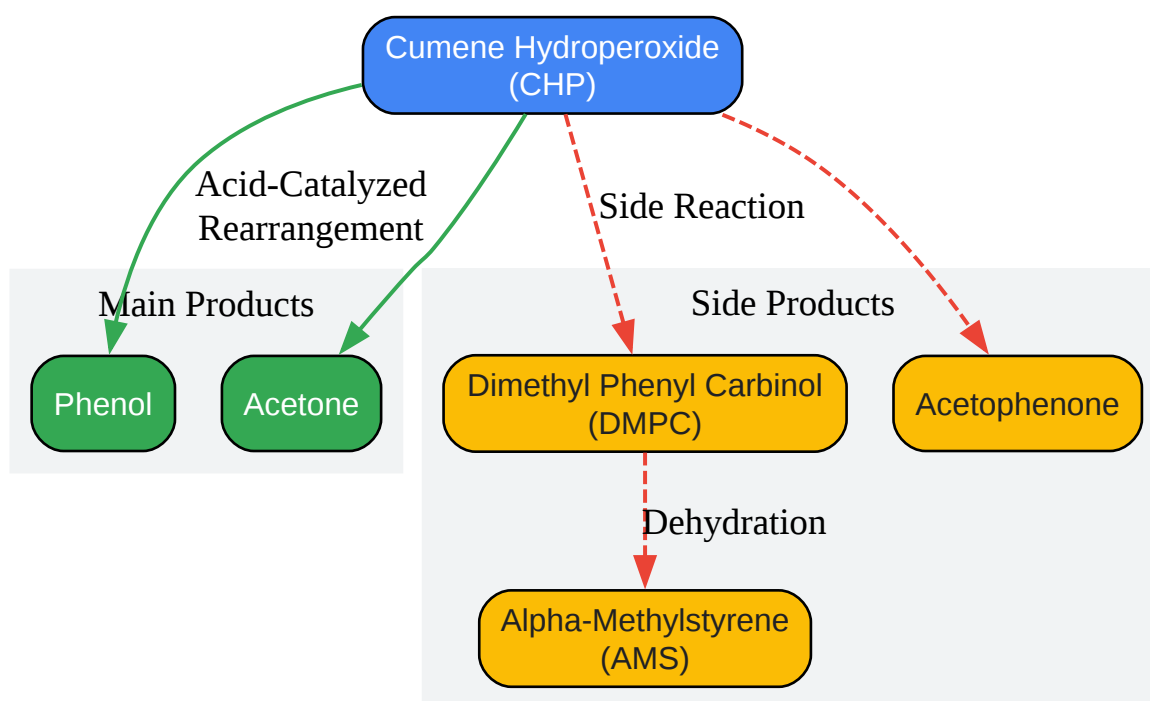 Cumene Hydroperoxide
(CHP)
Acid-Catalyzed
Rearrangement
Side Reaction
Main Products
Side Products
Phenol
Acetone
Dimethyl Phenyl Carbinol
(DMPC)
Acetophenone
Dehydration
Alpha-Methylstyrene
(AMS)